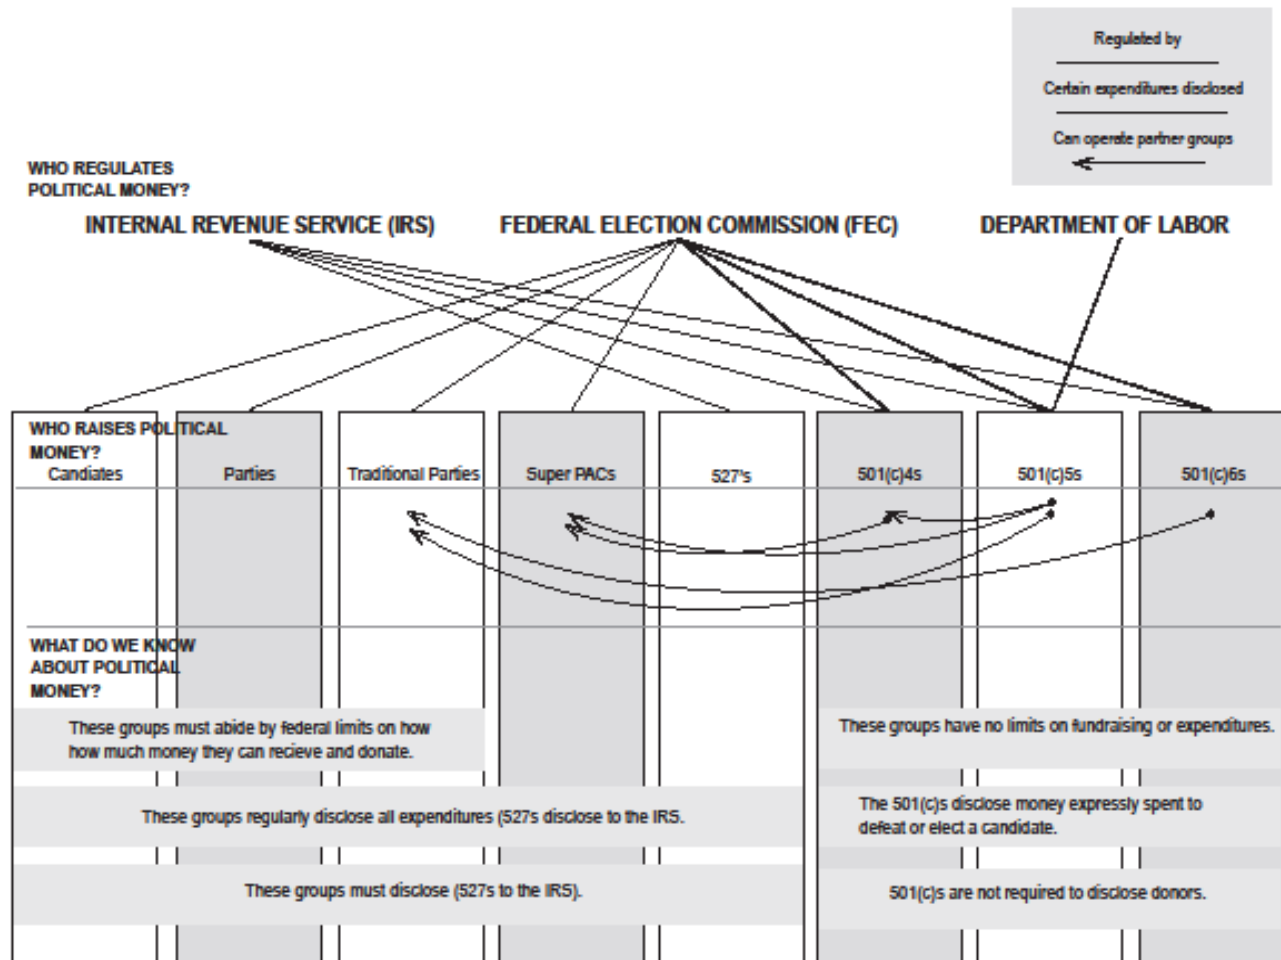 Regulated by
Certain expenditures disclosed
Can operate partner groups
WHO REGULATES
POLITICAL MONEY?
INTERNAL REVENUE SERVICE (IRS)
FEDERAL ELECTION COMMISSION (FEC)
DEPARTMENT OF LABOR
WHO RAISES POLITICAL
MONEY?
Candidates
Parties
Traditional Parties
Super PACs
527's
501(c)4s
501(c)5s
501(c)6s
WHAT DO WE KNOW
ABOUT POLITICAL
MONEY?
These groups must abide by federal limits on how
how much money they can recieve and donate.
These groups have no limits on fundraising or expenditures.
These groups regularly disclose all expenditures (527s disclose to the IRS.
The 501(c)s disclose money expressly spent to
defeat or elect a candidate.
These groups must disclose (527s to the IRS).
501(c)s are not required to disclose donors.